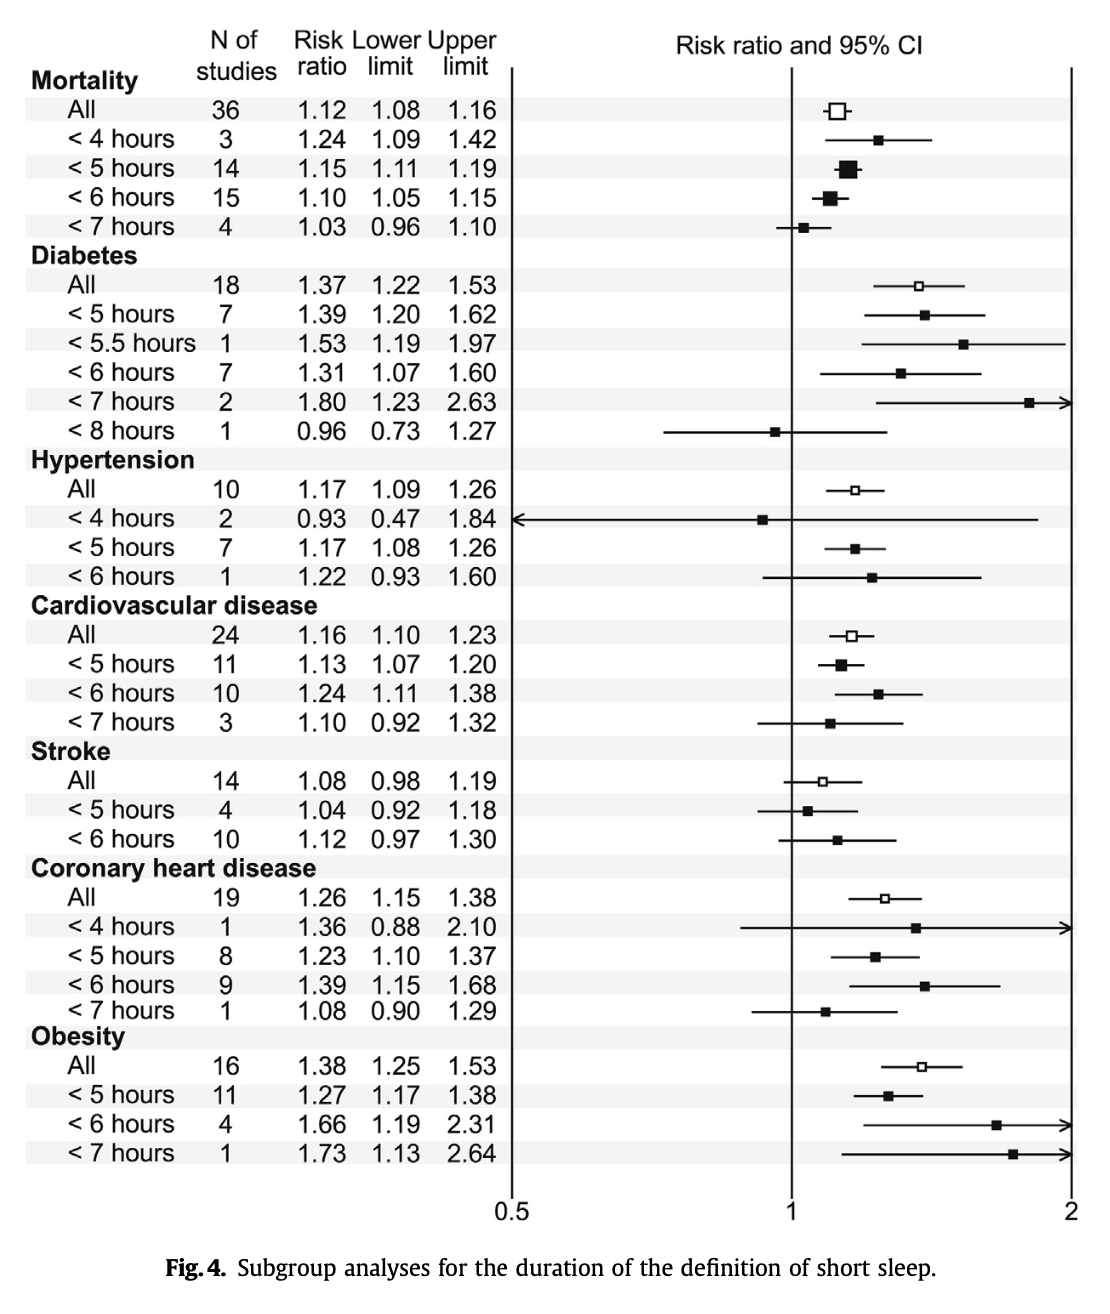 N of studies Risk ratio Lower limit Upper limit Risk ratio and 95% CI
Mortality
All 36 1.12 1.08 1.16
< 4 hours 3 1.24 1.09 1.42
< 5 hours 14 1.15 1.11 1.19
< 6 hours 15 1.10 1.05 1.15
< 7 hours 4 1.03 0.96 1.10
Diabetes
All 18 1.37 1.22 1.53
< 5 hours 7 1.39 1.20 1.62
< 5.5 hours 1 1.53 1.19 1.97
< 6 hours 7 1.31 1.07 1.60
< 7 hours 2 1.80 1.23 2.63
< 8 hours 1 0.96 0.73 1.27
Hypertension
All 10 1.17 1.09 1.26
< 4 hours 2 0.93 0.47 1.84
< 5 hours 7 1.17 1.08 1.26
< 6 hours 1 1.22 0.93 1.60
Cardiovascular disease
All 24 1.16 1.10 1.23
< 5 hours 11 1.13 1.07 1.20
< 6 hours 10 1.24 1.11 1.38
< 7 hours 3 1.10 0.92 1.32
Stroke
All 14 1.08 0.98 1.19
< 5 hours 4 1.04 0.92 1.18
< 6 hours 10 1.12 0.97 1.30
Coronary heart disease
All 19 1.26 1.15 1.38
< 4 hours 1 1.36 0.88 2.10
< 5 hours 8 1.23 1.10 1.37
< 6 hours 9 1.39 1.15 1.68
< 7 hours 1 1.08 0.90 1.29
Obesity
All 16 1.38 1.25 1.53
< 5 hours 11 1.27 1.17 1.38
< 6 hours 4 1.66 1.19 2.31
< 7 hours 1 1.73 1.13 2.64
0.5 1 2
Fig. 4. Subgroup analyses for the duration of the definition of short sleep.